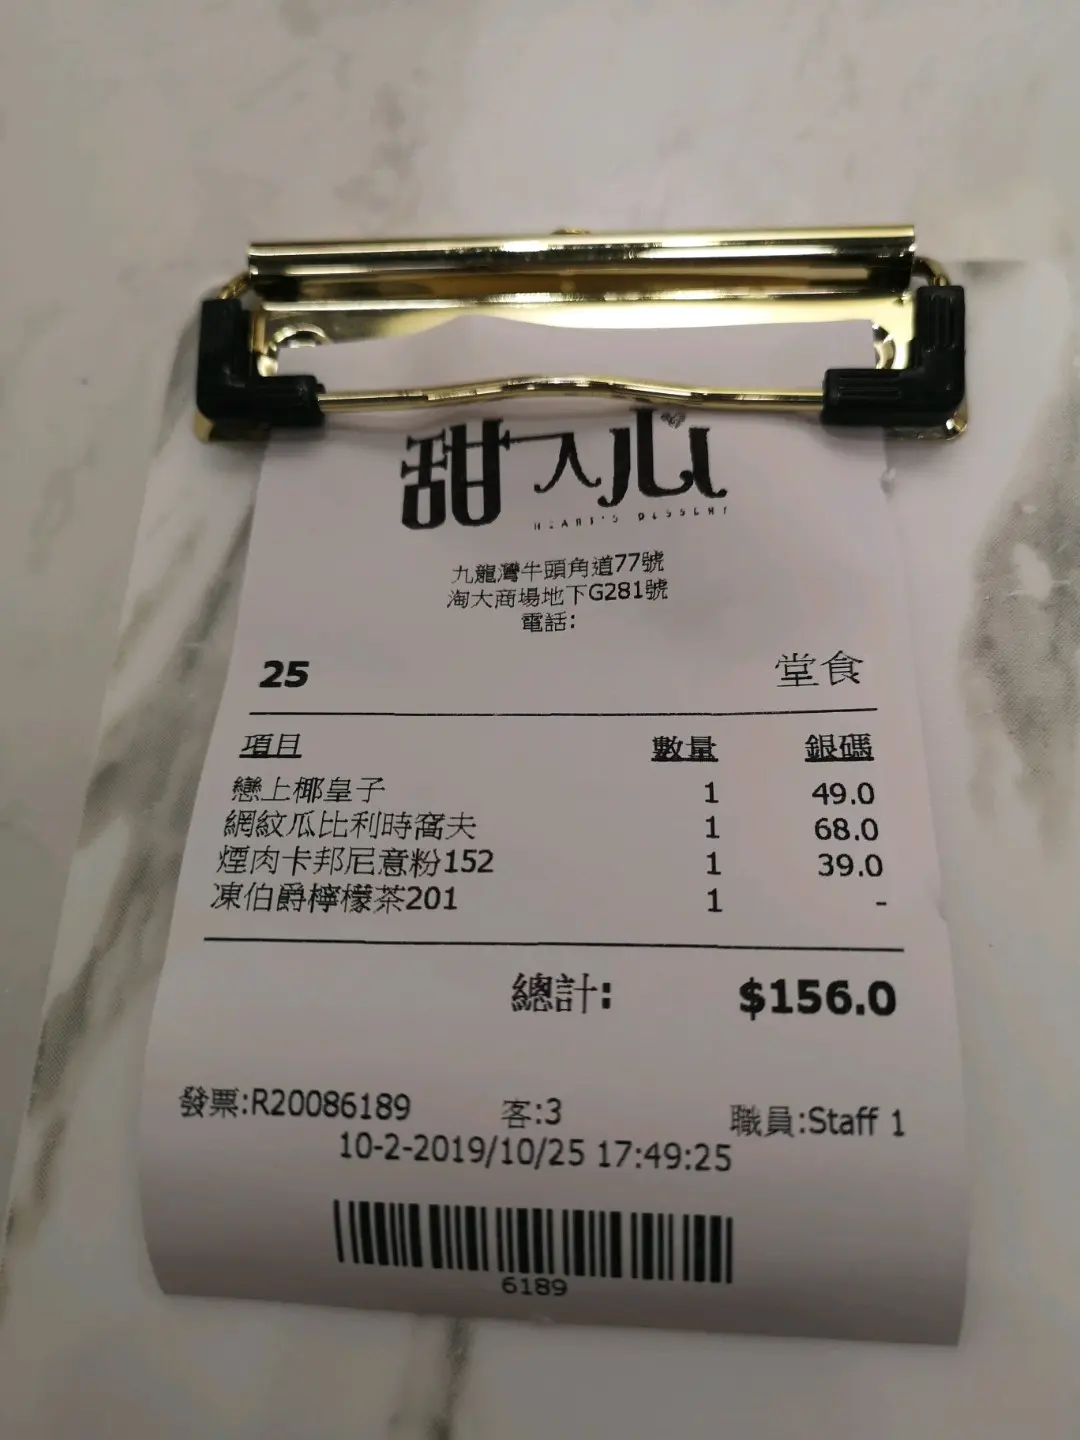 甜入心
HEART'S DESSERT
九龍灣牛頭角道77號
淘大商場地下G281號
電話:
25 堂食
項目 數量 銀碼
戀上椰皇子 1 49.0
網紋瓜比利時窩夫 1 68.0
煙肉卡邦尼意粉152 1 39.0
凍伯爵檸檬茶201 1 -
總計: $156.0
發票:R20086189 客:3 職員:Staff 1
10-2-2019/10/25 17:49:25
6189